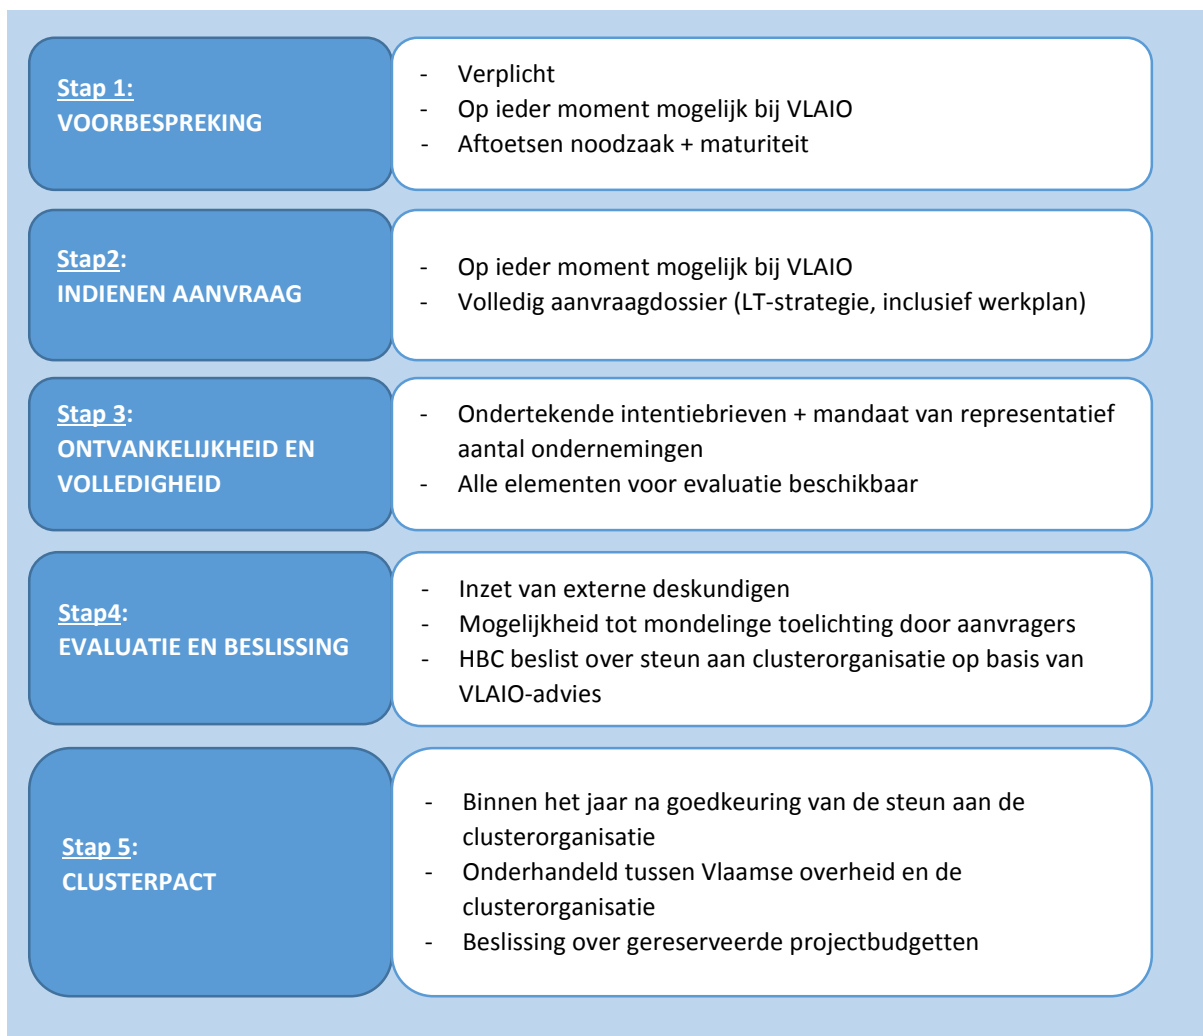 Stap 1:
VOORBESPREKING
- Verplicht
- Op ieder moment mogelijk bij VLAIO
- Aftoetsen noodzaak + maturiteit
Stap2:
INDIENEN AANVRAAG
- Op ieder moment mogelijk bij VLAIO
- Volledig aanvraagdossier (LT-strategie, inclusief werkplan)
Stap 3:
ONTVANKELIJKHEID EN
VOLLEDIGHEID
- Ondertekende intentiebrieven + mandaat van representatief
aantal ondernemingen
- Alle elementen voor evaluatie beschikbaar
Stap4:
EVALUATIE EN BESLISSING
- Inzet van externe deskundigen
- Mogelijkheid tot mondelinge toelichting door aanvragers
- HBC beslist over steun aan clusterorganisatie op basis van
VLAIO-advies
Stap 5:
CLUSTERPACT
- Binnen het jaar na goedkeuring van de steun aan de
clusterorganisatie
- Onderhandeld tussen Vlaamse overheid en de
clusterorganisatie
- Beslissing over gereserveerde projectbudgetten